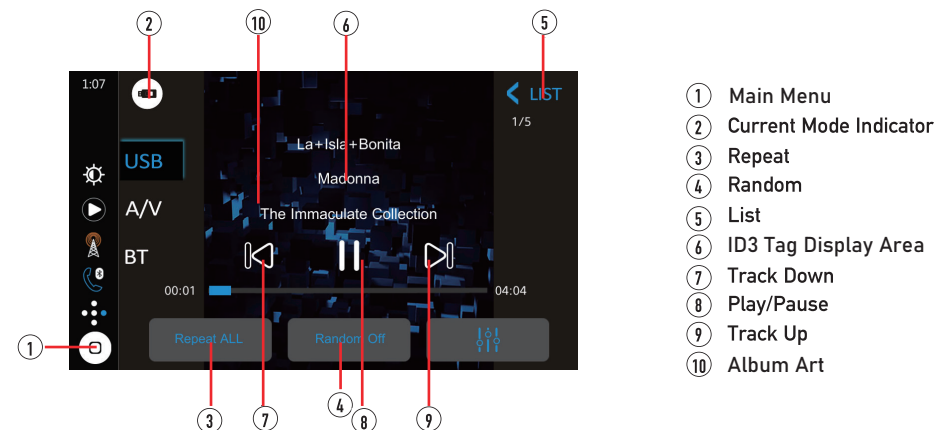 2 10 6 5
1:07
LIST
1/5
La+Isla+Bonita
USB
Madonna
A/V
The Immaculate Collection
BT
00:01
04:04
Repeat ALL
Random Off
1
3 7 4 8 9
1 Main Menu
2 Current Mode Indicator
3 Repeat
4 Random
5 List
6 ID3 Tag Display Area
7 Track Down
8 Play/Pause
9 Track Up
10 Album Art